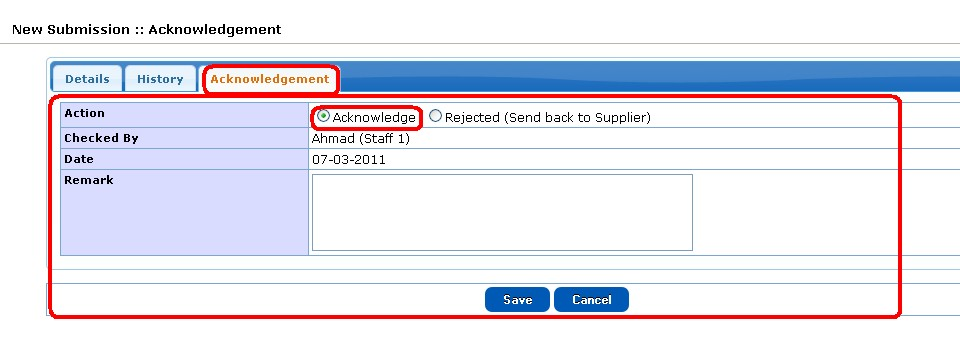 New Submission :: Acknowledgement
Details History Acknowledgement
Action Acknowledge Rejected (Send back to Supplier)
Checked By Ahmad (Staff 1)
Date 07-03-2011
Remark
Save Cancel